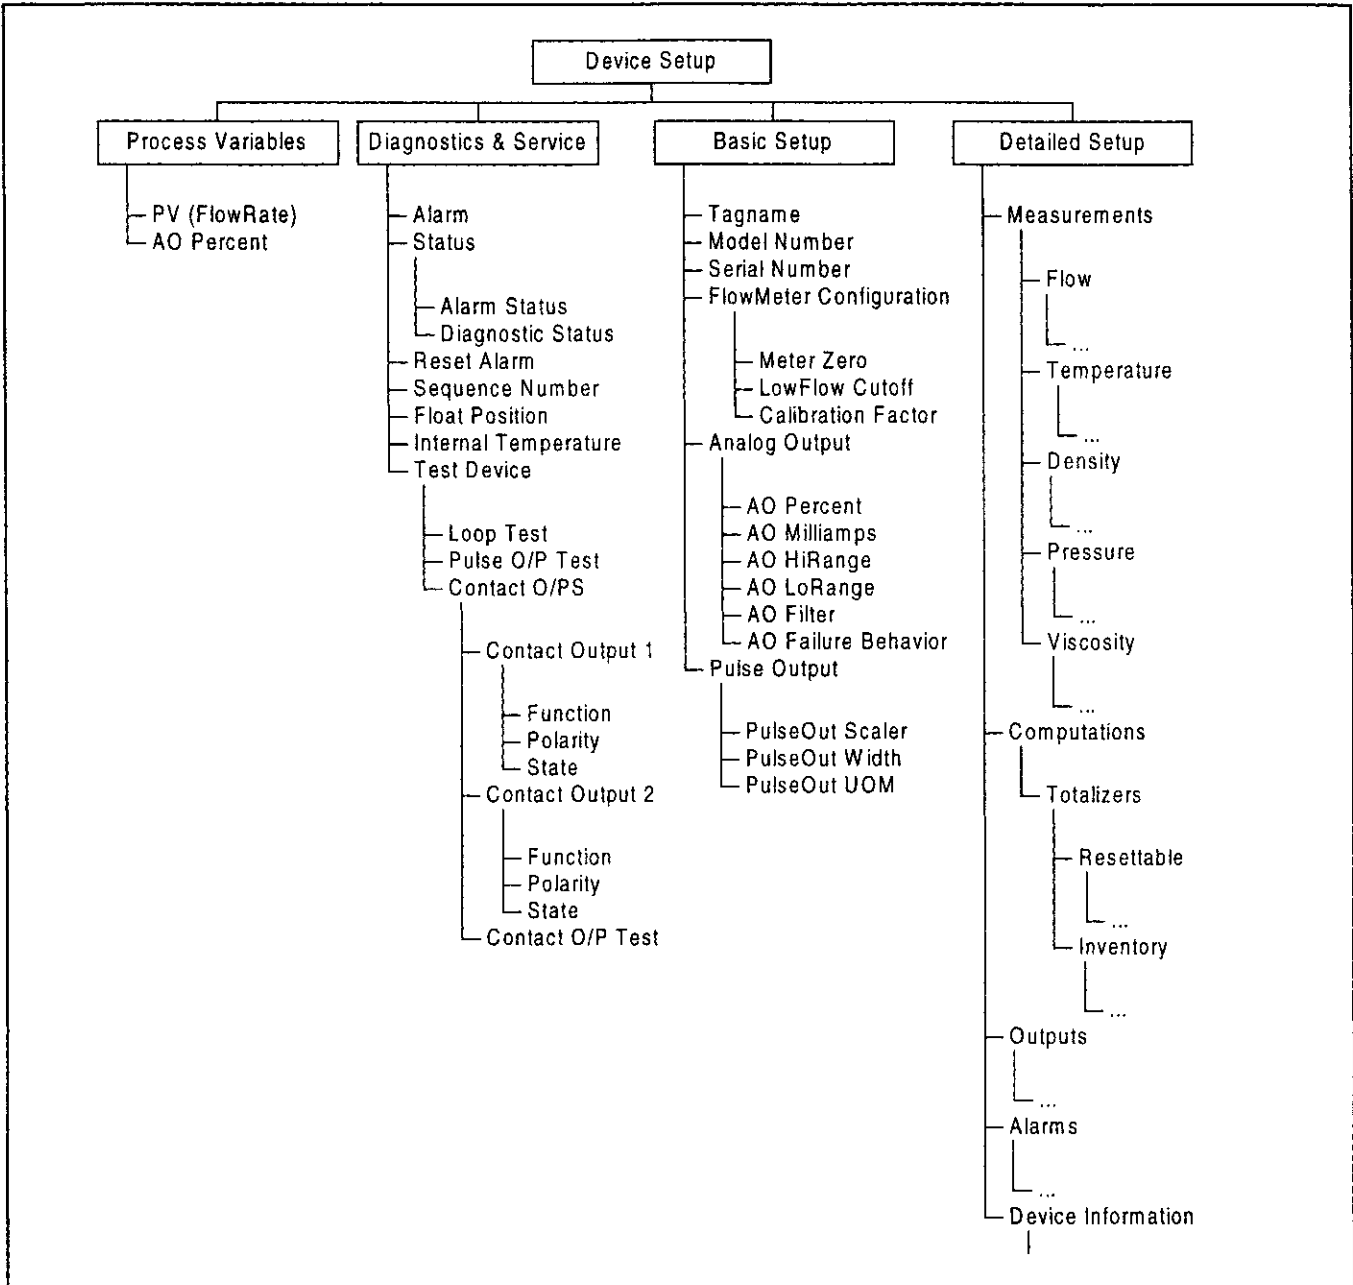 Device Setup
Process Variables
PV (FlowRate)
AO Percent
Diagnostics & Service
Alarm
Status
Alarm Status
Diagnostic Status
Reset Alarm
Sequence Number
Float Position
Internal Temperature
Test Device
Loop Test
Pulse O/P Test
Contact O/PS
Contact Output 1
Function
Polarity
State
Contact Output 2
Function
Polarity
State
Contact O/P Test
Basic Setup
Tagname
Model Number
Serial Number
FlowMeter Configuration
Meter Zero
LowFlow Cutoff
Calibration Factor
Analog Output
AO Percent
AO Milliamps
AO HiRange
AO LoRange
AO Filter
AO Failure Behavior
Pulse Output
PulseOut Scaler
PulseOut Width
PulseOut UOM
Detailed Setup
Measurements
Flow
...
Temperature
...
Density
...
Pressure
...
Viscosity
...
Computations
Totalizers
Resettable
...
Inventory
...
Outputs
...
Alarms
...
Device Information